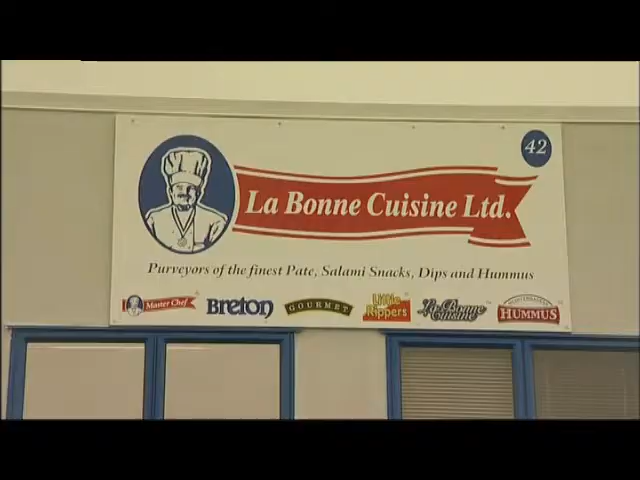 42
La Bonne Cuisine Ltd.
Purveyors of the finest Pate, Salami Snacks, Dips and Hummus
Master Chef Breton GOURMET Little Rippers La Bonne Cuisine HUMMUS